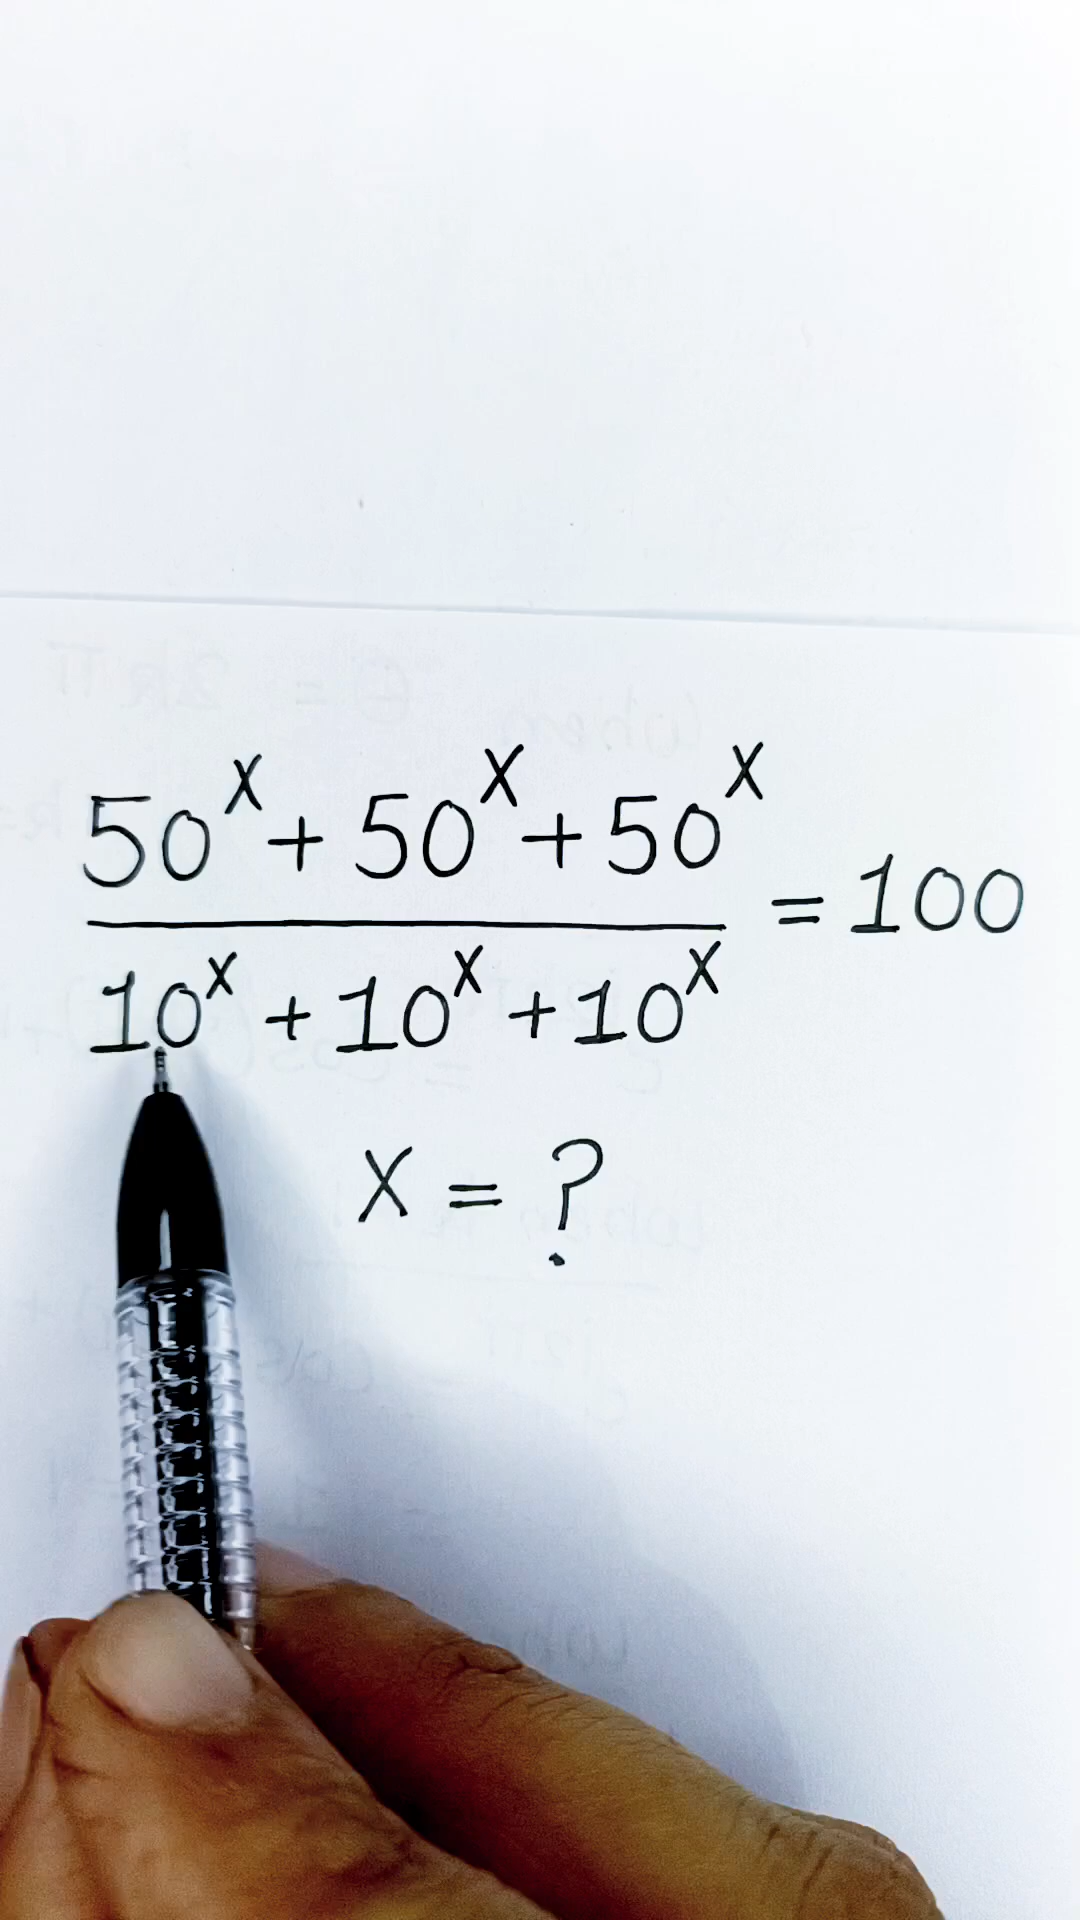 50^x + 50^x + 50^x
10^x + 10^x + 10^x = 100
x = ?